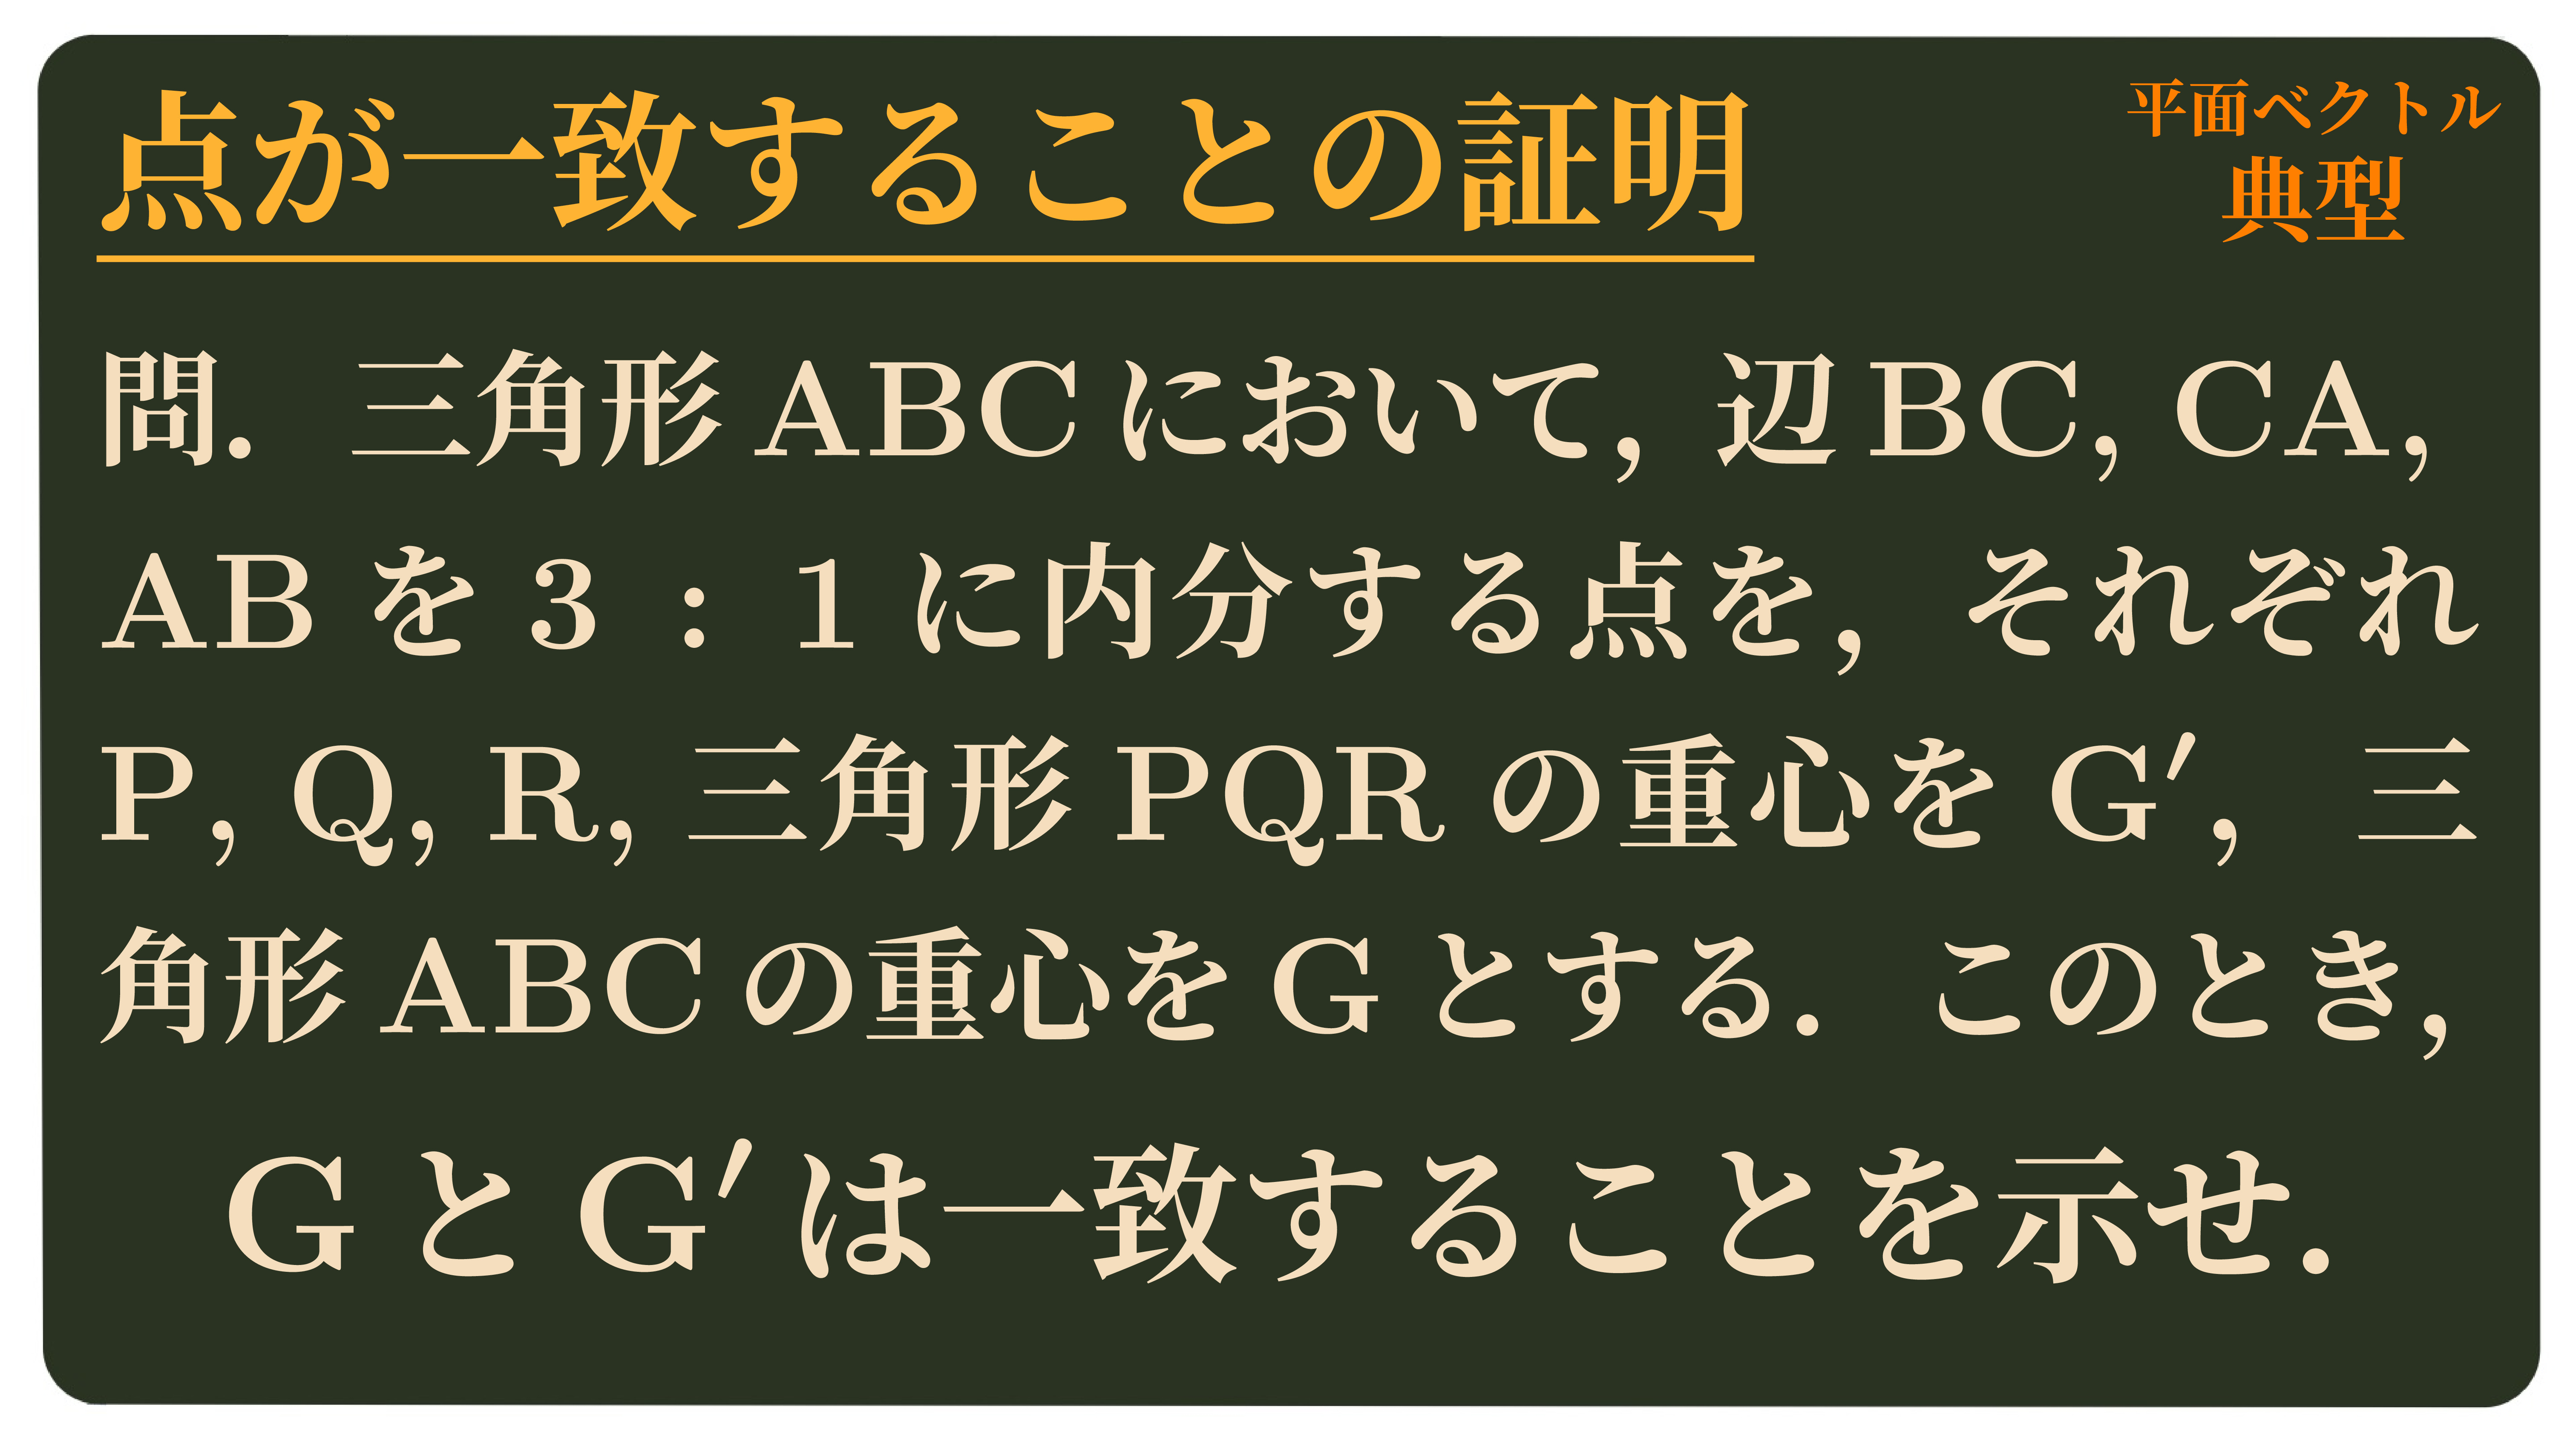 点が一致することの証明
平面ベクトル
典型
問. 三角形 ABC において, 辺 BC, CA,
AB を 3 : 1 に内分する点を, それぞれ
P, Q, R, 三角形 PQR の重心を G′, 三
角形 ABC の重心を G とする. このとき,
G と G′ は一致することを示せ.